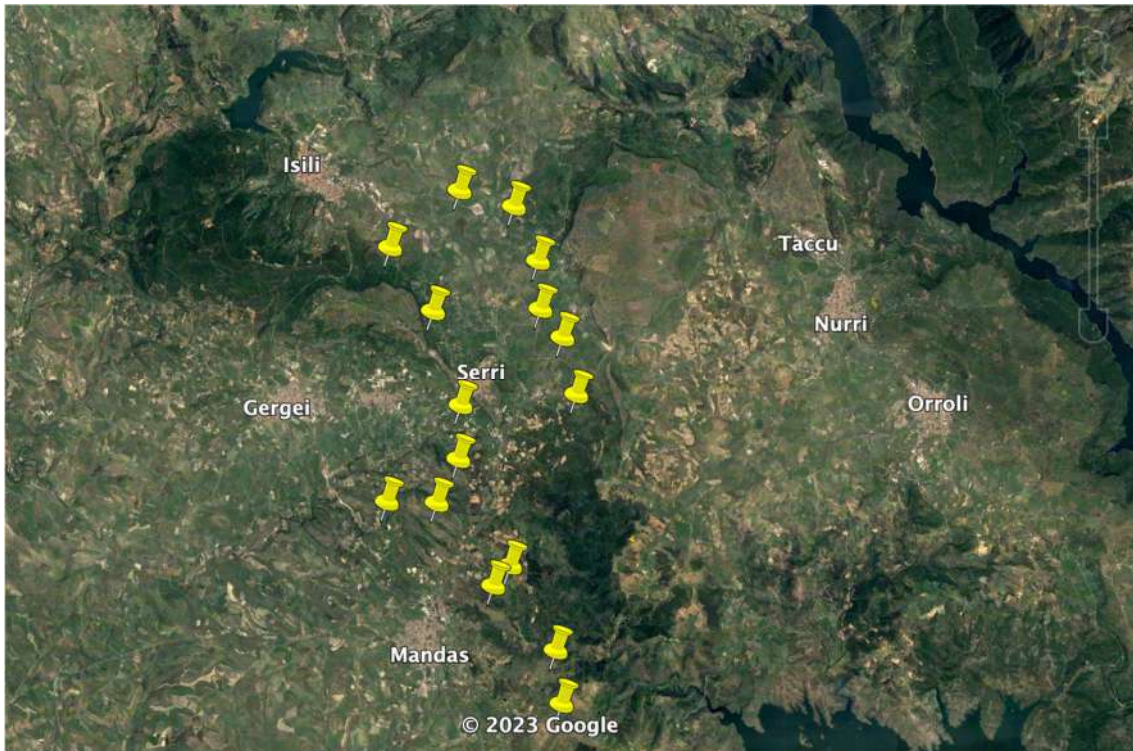 Isili
Taccu
Nurri
Serri
Gergei
Orroli
Mandas
© 2023 Google